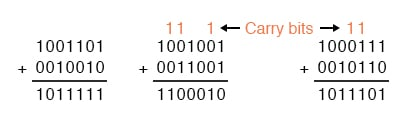 11 1 ← Carry bits → 11
1001101 1001001 1000111
+ 0010010 + 0011001 + 0010110
1011111 1100010 1011101